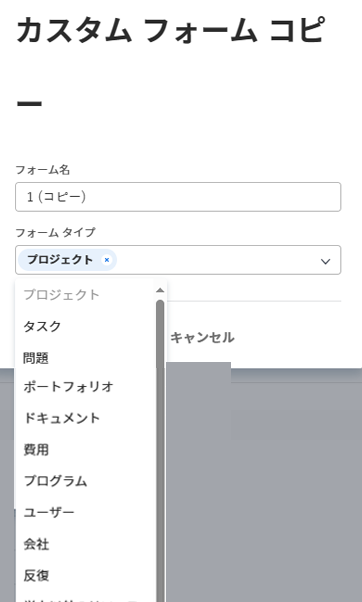 カスタム フォーム コピ
ー
フォーム名
1 (コピー)
フォーム タイプ
プロジェクト ×
プロジェクト
タスク
問題
キャンセル
ポートフォリオ
ドキュメント
費用
プログラム
ユーザー
会社
反復